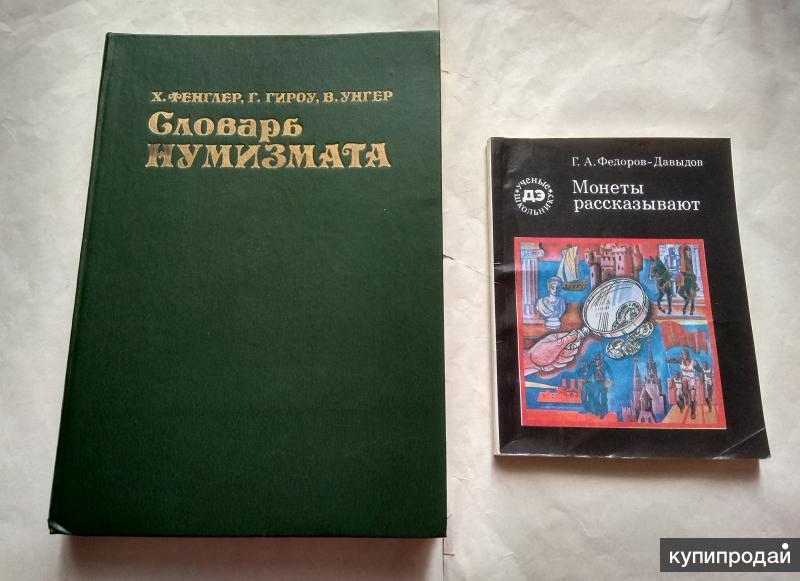 Х. ФЕНГЛЕР, Г. ГИРОУ, В. УНГЕР
Словарь
НУМИЗМАТА
Г. А. Федоров-Давыдов
УЧЕНЫЕ
ДЭ
ШКОЛЬНИКУ
Монеты
рассказывают
купипродай